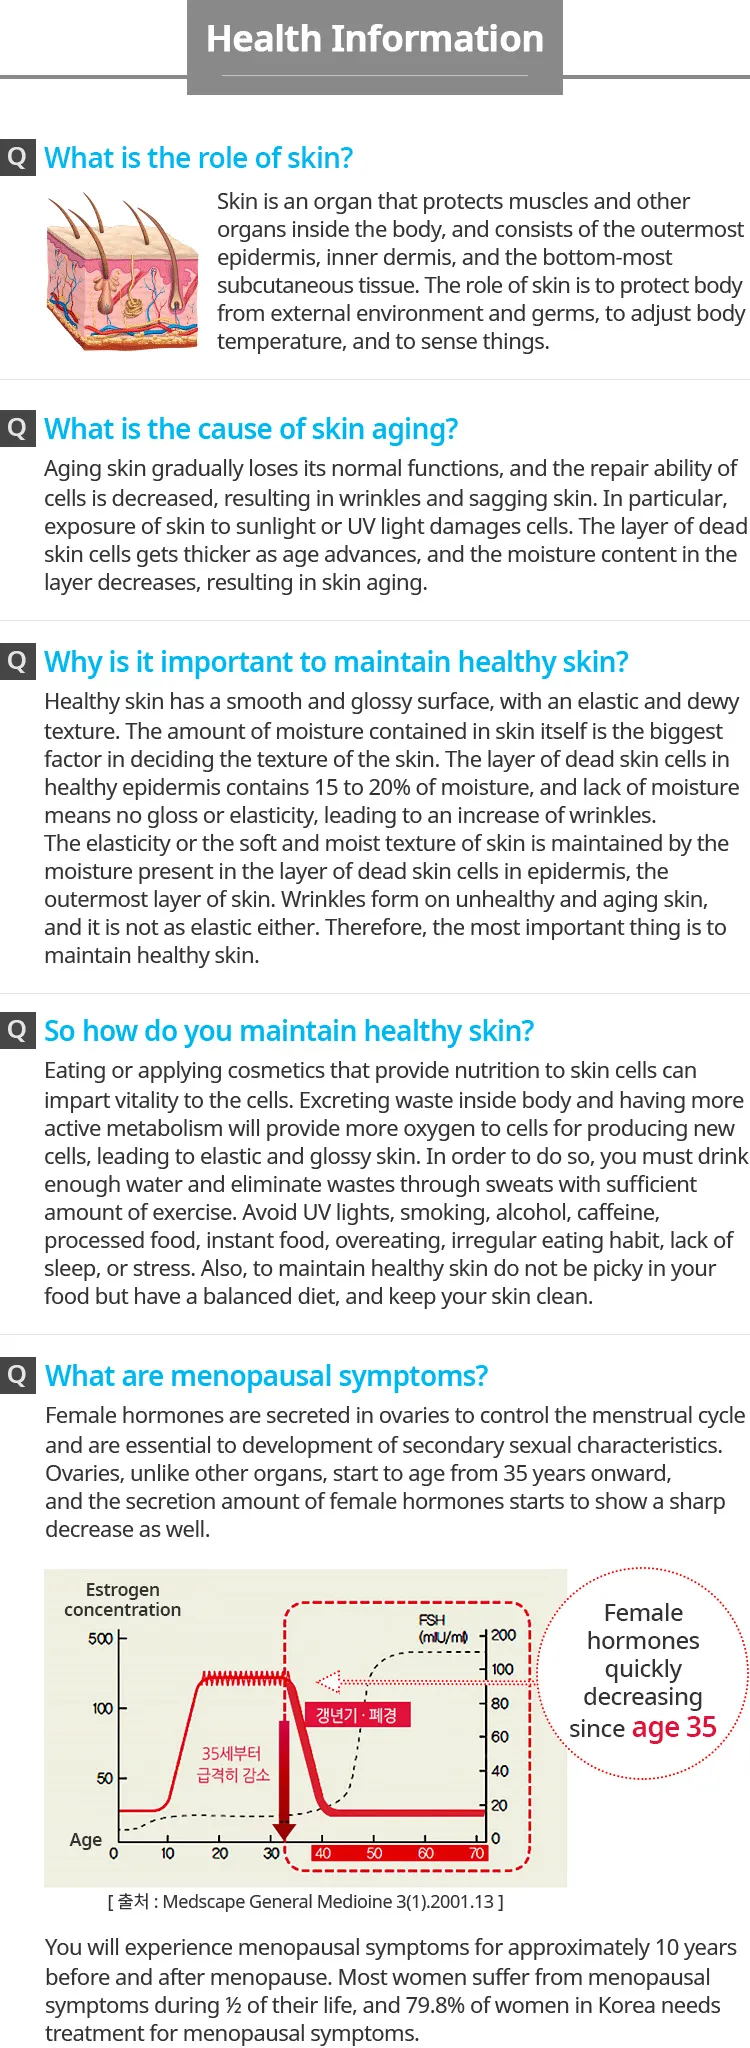 Health Information
Q What is the role of skin?
Skin is an organ that protects muscles and other
organs inside the body, and consists of the outermost
epidermis, inner dermis, and the bottom-most
subcutaneous tissue. The role of skin is to protect body
from external environment and germs, to adjust body
temperature, and to sense things.
Q What is the cause of skin aging?
Aging skin gradually loses its normal functions, and the repair ability of
cells is decreased, resulting in wrinkles and sagging skin. In particular,
exposure of skin to sunlight or UV light damages cells. The layer of dead
skin cells gets thicker as age advances, and the moisture content in the
layer decreases, resulting in skin aging.
Q Why is it important to maintain healthy skin?
Healthy skin has a smooth and glossy surface, with an elastic and dewy
texture. The amount of moisture contained in skin itself is the biggest
factor in deciding the texture of the skin. The layer of dead skin cells in
healthy epidermis contains 15 to 20% of moisture, and lack of moisture
means no gloss or elasticity, leading to an increase of wrinkles.
The elasticity or the soft and moist texture of skin is maintained by the
moisture present in the layer of dead skin cells in epidermis, the
outermost layer of skin. Wrinkles form on unhealthy and aging skin,
and it is not as elastic either. Therefore, the most important thing is to
maintain healthy skin.
Q So how do you maintain healthy skin?
Eating or applying cosmetics that provide nutrition to skin cells can
impart vitality to the cells. Excreting waste inside body and having more
active metabolism will provide more oxygen to cells for producing new
cells, leading to elastic and glossy skin. In order to do so, you must drink
enough water and eliminate wastes through sweats with sufficient
amount of exercise. Avoid UV lights, smoking, alcohol, caffeine,
processed food, instant food, overeating, irregular eating habit, lack of
sleep, or stress. Also, to maintain healthy skin do not be picky in your
food but have a balanced diet, and keep your skin clean.
Q What are menopausal symptoms?
Female hormones are secreted in ovaries to control the menstrual cycle
and are essential to development of secondary sexual characteristics.
Ovaries, unlike other organs, start to age from 35 years onward,
and the secretion amount of female hormones starts to show a sharp
decrease as well.
Estrogen
concentration
500
100
50
Age
0 10 20 30 40 50 60 70
35세부터
급격히 감소
갱년기 · 폐경
FSH
(mIU/ml)
200
100
80
60
40
20
0
Female
hormones
quickly
decreasing
since age 35
[ 출처 : Medscape General Medioine 3(1).2001.13 ]
You will experience menopausal symptoms for approximately 10 years
before and after menopause. Most women suffer from menopausal
symptoms during ½ of their life, and 79.8% of women in Korea needs
treatment for menopausal symptoms.